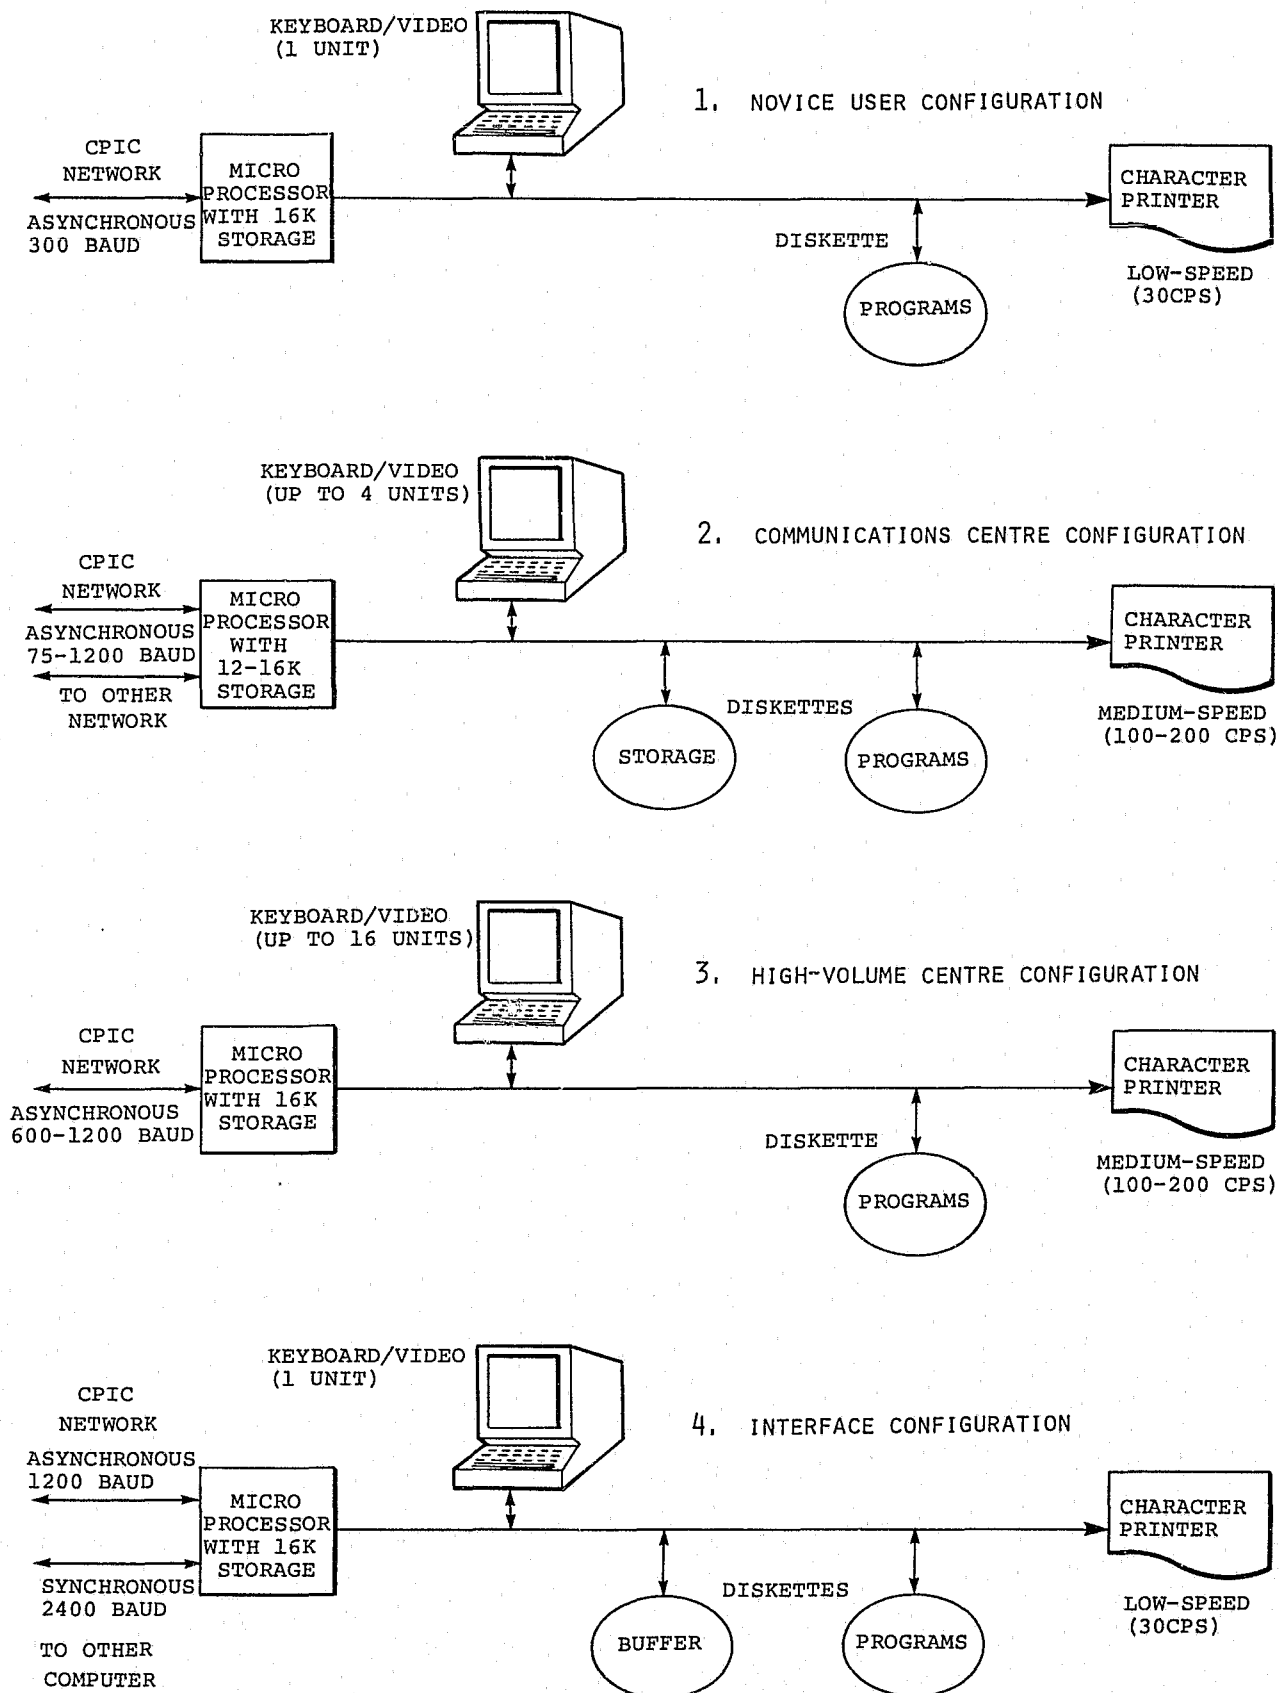 KEYBOARD/VIDEO
(1 UNIT)
1. NOVICE USER CONFIGURATION
CPIC
NETWORK
ASYNCHRONOUS
300 BAUD
MICRO
PROCESSOR
WITH 16K
STORAGE
DISKETTE
PROGRAMS
CHARACTER
PRINTER
LOW-SPEED
(30CPS)
KEYBOARD/VIDEO
(UP TO 4 UNITS)
2. COMMUNICATIONS CENTRE CONFIGURATION
CPIC
NETWORK
ASYNCHRONOUS
75-1200 BAUD
TO OTHER
NETWORK
MICRO
PROCESSOR
WITH
12-16K
STORAGE
STORAGE
DISKETTES
PROGRAMS
CHARACTER
PRINTER
MEDIUM-SPEED
(100-200 CPS)
KEYBOARD/VIDEO
(UP TO 16 UNITS)
3. HIGH-VOLUME CENTRE CONFIGURATION
CPIC
NETWORK
ASYNCHRONOUS
600-1200 BAUD
MICRO
PROCESSOR
WITH 16K
STORAGE
DISKETTE
PROGRAMS
CHARACTER
PRINTER
MEDIUM-SPEED
(100-200 CPS)
KEYBOARD/VIDEO
(1 UNIT)
4. INTERFACE CONFIGURATION
CPIC
NETWORK
ASYNCHRONOUS
1200 BAUD
SYNCHRONOUS
2400 BAUD
TO OTHER
COMPUTER
MICRO
PROCESSOR
WITH 16K
STORAGE
BUFFER
DISKETTES
PROGRAMS
CHARACTER
PRINTER
LOW-SPEED
(30CPS)